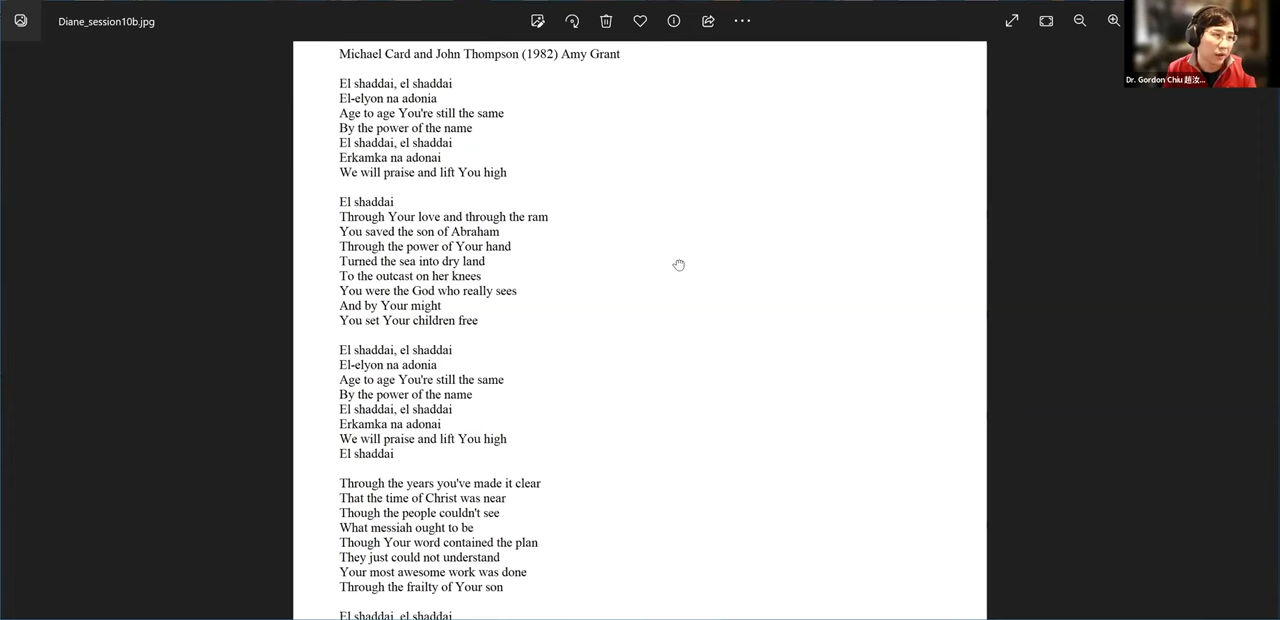 Diane_session10b.jpg
Dr. Gordon Chiu 趙汝...
Michael Card and John Thompson (1982) Amy Grant
El shaddai, el shaddai
El-elyon na adonia
Age to age You're still the same
By the power of the name
El shaddai, el shaddai
Erkamka na adonai
We will praise and lift You high
El shaddai
Through Your love and through the ram
You saved the son of Abraham
Through the power of Your hand
Turned the sea into dry land
To the outcast on her knees
You were the God who really sees
And by Your might
You set Your children free
El shaddai, el shaddai
El-elyon na adonia
Age to age You're still the same
By the power of the name
El shaddai, el shaddai
Erkamka na adonai
We will praise and lift You high
El shaddai
Through the years you've made it clear
That the time of Christ was near
Though the people couldn't see
What messiah ought to be
Though Your word contained the plan
They just could not understand
Your most awesome work was done
Through the frailty of Your son
El shaddai, el shaddai